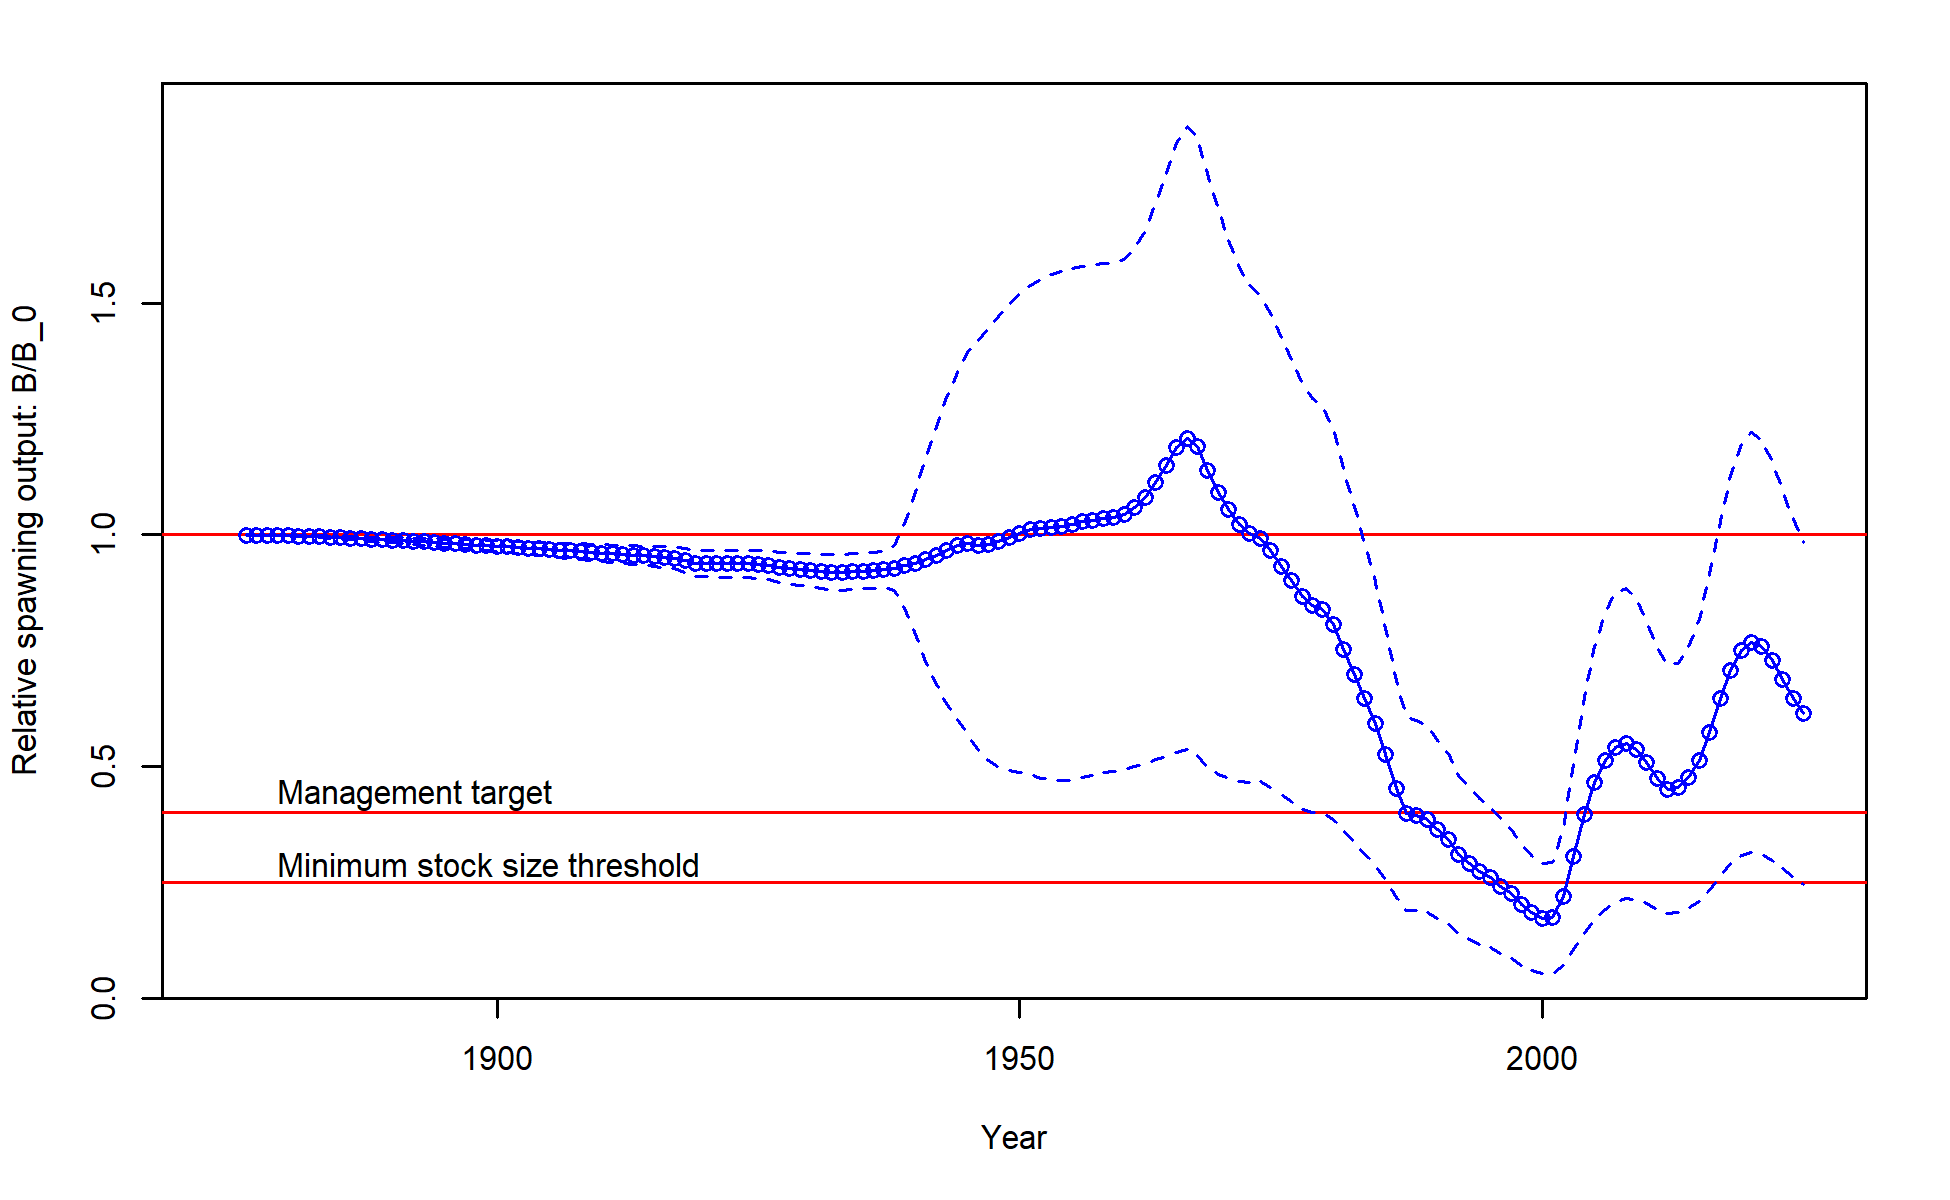 Relative spawning output: B/B_0
1.5
1.0
0.5
0.0
Management target
Minimum stock size threshold
1900
1950
2000
Year